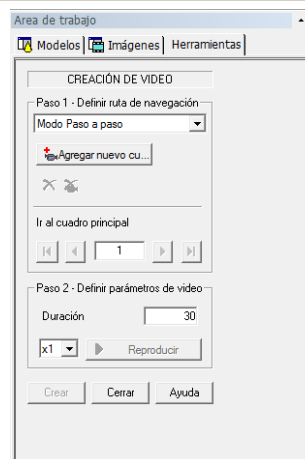 Area de trabajo
Modelos Imágenes Herramientas
CREACIÓN DE VIDEO
Paso 1 - Definir ruta de navegación
Modo Paso a paso
Agregar nuevo cu...
Ir al cuadro principal
1
Paso 2 - Definir parámetros de video
Duración 30
x1 Reproducir
Crear Cerrar Ayuda